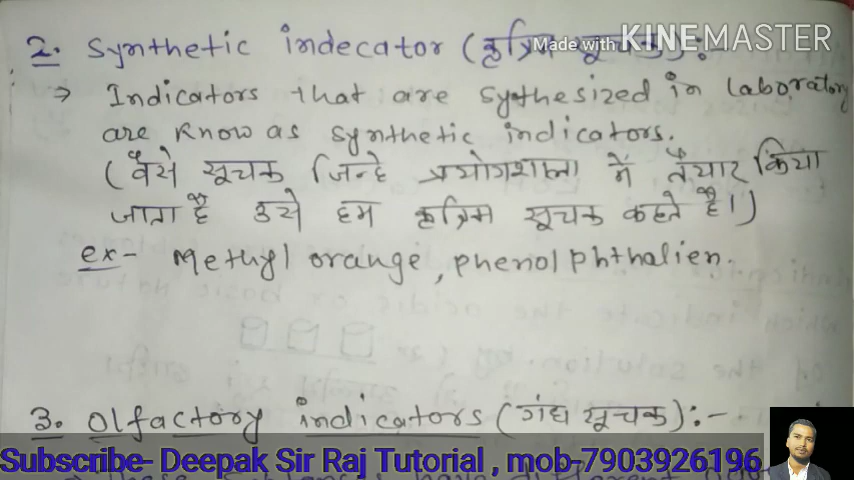 2. Synthetic indecator (कृत्रिम सूचक):-
Made with KINEMASTER
→ Indicators that are synthesized in laboratory
are know as synthetic indicators.
(वैसे सूचक जिन्हे प्रयोगशाला में तैयार किया
जाता है उसे हम कृत्रिम सूचक कहते है।)
ex- Methyl orange, phenolphthalien.
3. Olfactory indicators (गंध सूचक):-
Subscribe- Deepak Sir Raj Tutorial , mob-7903926196